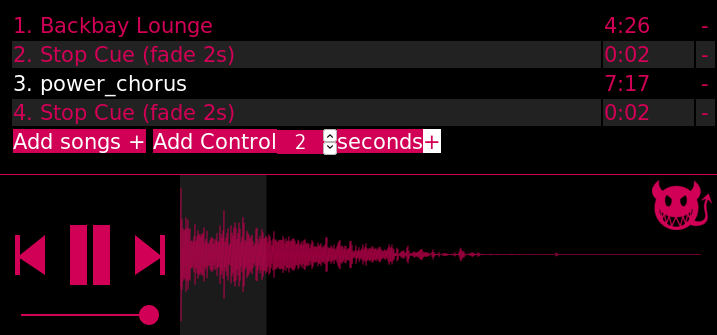 1. Backbay Lounge 4:26 -
2. Stop Cue (fade 2s) 0:02 -
3. power_chorus 7:17 -
4. Stop Cue (fade 2s) 0:02 -
Add songs + Add Control 2 seconds+